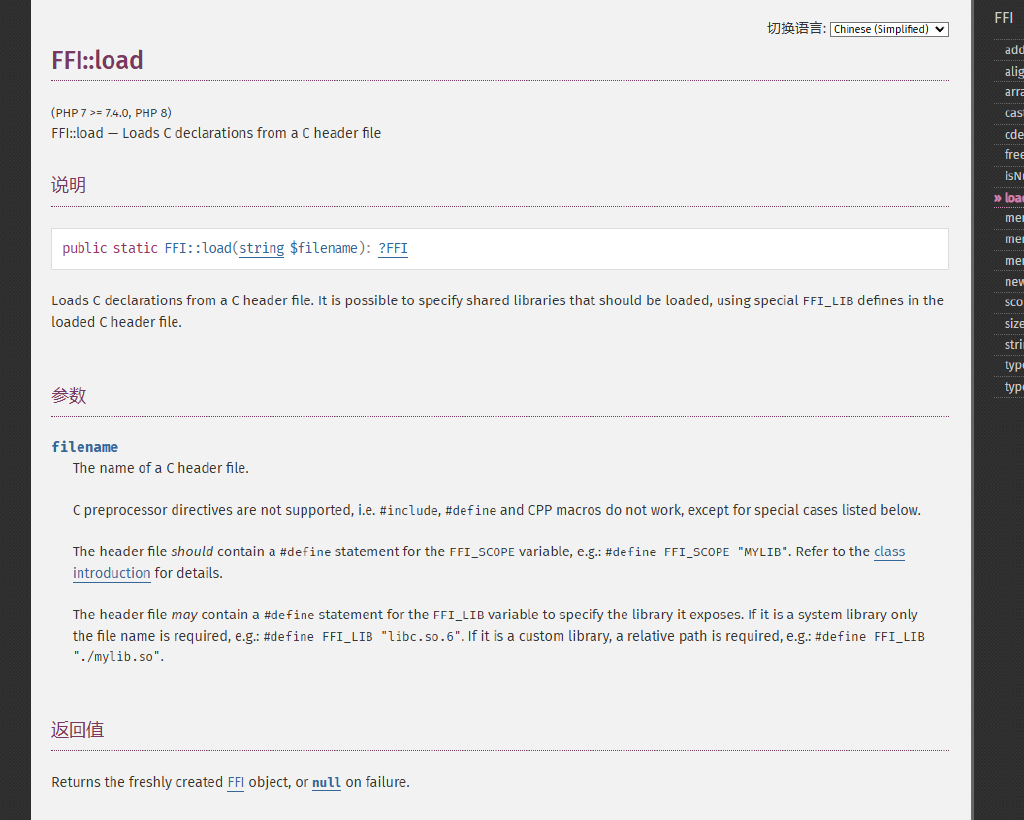 切换语言: Chinese (Simplified)
FFI::load
(PHP 7 >= 7.4.0, PHP 8)
FFI::load — Loads C declarations from a C header file
说明
public static FFI::load(string $filename): ?FFI
Loads C declarations from a C header file. It is possible to specify shared libraries that should be loaded, using special FFI_LIB defines in the
loaded C header file.
参数
filename
The name of a C header file.
C preprocessor directives are not supported, i.e. #include, #define and CPP macros do not work, except for special cases listed below.
The header file should contain a #define statement for the FFI_SCOPE variable, e.g.: #define FFI_SCOPE "MYLIB". Refer to the class
introduction for details.
The header file may contain a #define statement for the FFI_LIB variable to specify the library it exposes. If it is a system library only
the file name is required, e.g.: #define FFI_LIB "libc.so.6". If it is a custom library, a relative path is required, e.g.: #define FFI_LIB
"./mylib.so".
返回值
Returns the freshly created FFI object, or null on failure.
FFI
add
alig
arra
cast
cde
free
isN
» load
me
me
me
new
sco
size
stri
type
type